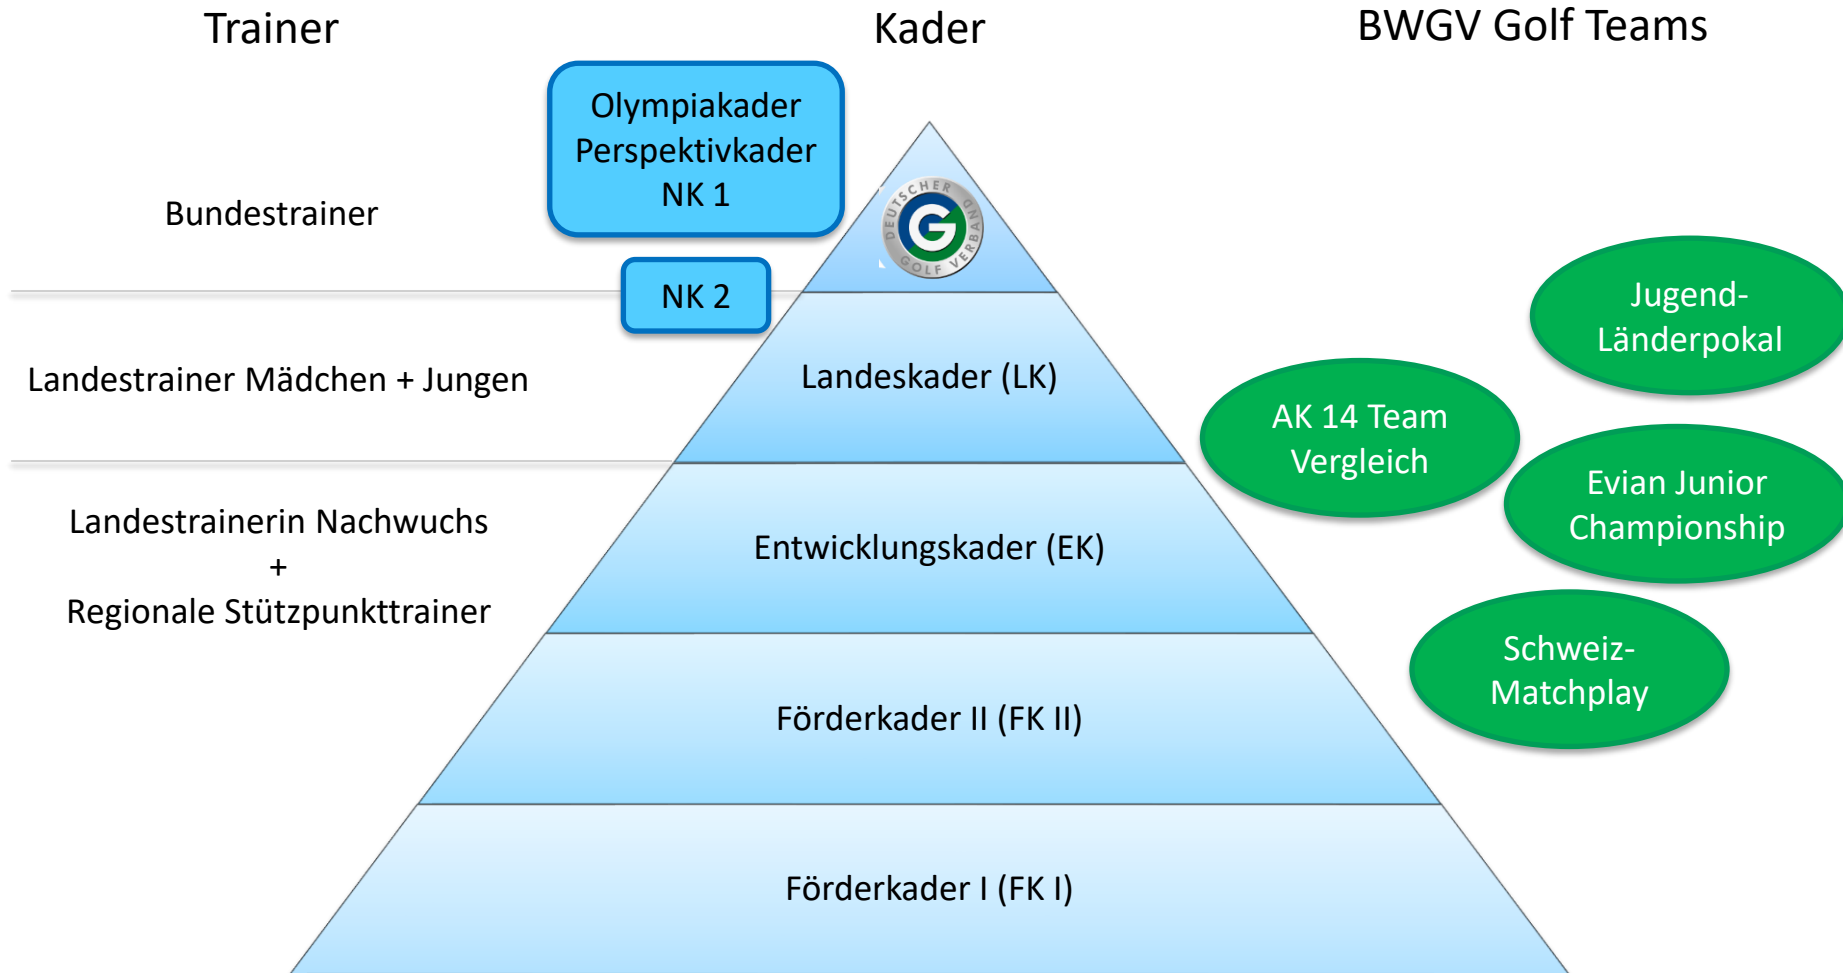 Trainer
Kader
BWGV Golf Teams
Olympiakader
Perspektivkader
NK 1
Bundestrainer
DEUTSCHER
GOLF VERBAND
G
NK 2
Jugend-
Länderpokal
Landestrainer Mädchen + Jungen
Landeskader (LK)
AK 14 Team
Vergleich
Evian Junior
Championship
Landestrainerin Nachwuchs
+
Regionale Stützpunkttrainer
Entwicklungskader (EK)
Schweiz-
Matchplay
Förderkader II (FK II)
Förderkader I (FK I)